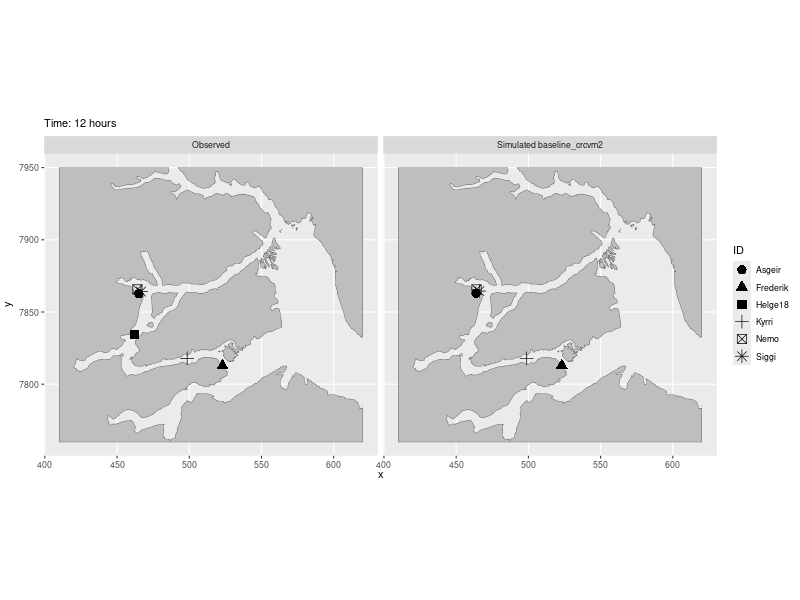 Time: 12 hours
Observed
Simulated baseline_crcvm2
7950
7900
7850
7800
y
400
450
500
550
600
400
450
500
550
600
x
ID
Asgeir
Frederik
Helge18
Kyrri
Nemo
Siggi